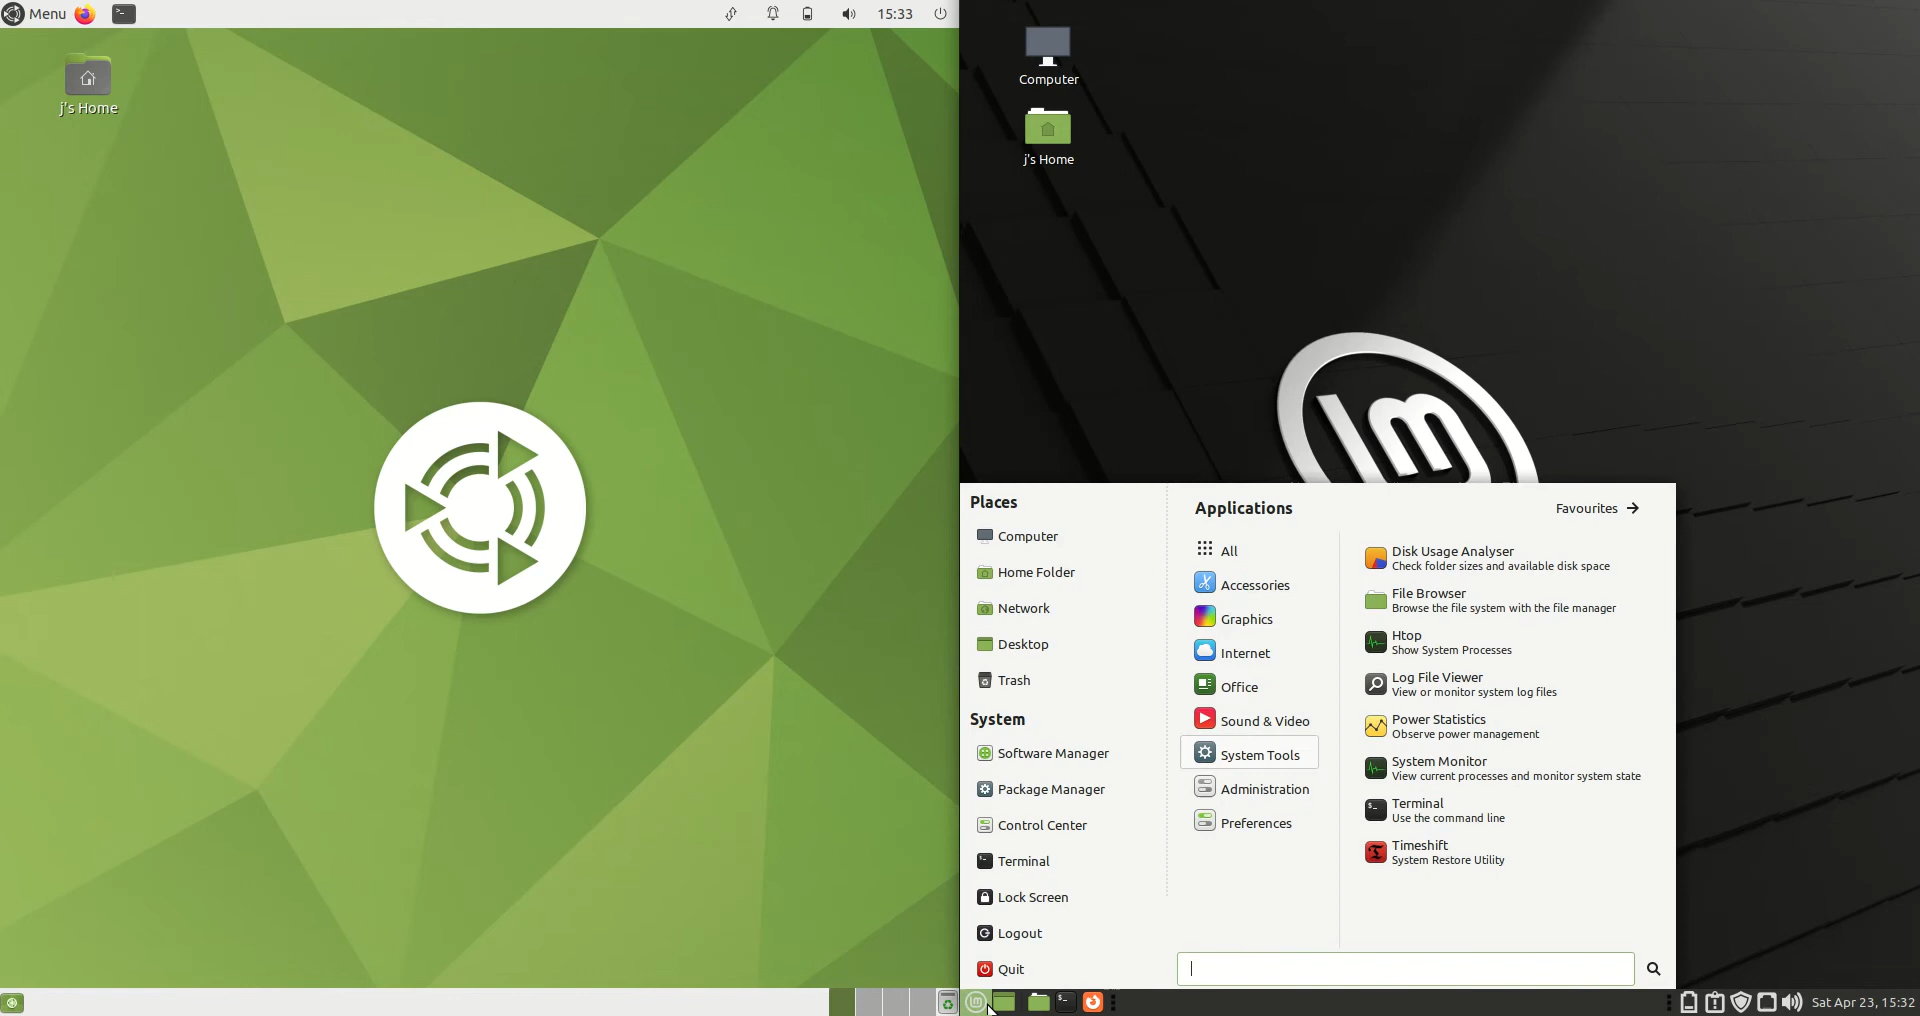 Menu
15:33
j's Home
Computer
j's Home
lm
Places
Computer
Home Folder
Network
Desktop
Trash
System
Software Manager
Package Manager
Control Center
Terminal
Lock Screen
Logout
Quit
Applications
Favourites
All
Accessories
Graphics
Internet
Office
Sound & Video
System Tools
Administration
Preferences
Disk Usage Analyser
Check folder sizes and available disk space
File Browser
Browse the file system with the file manager
Htop
Show System Processes
Log File Viewer
View or monitor system log files
Power Statistics
Observe power management
System Monitor
View current processes and monitor system state
Terminal
Use the command line
Timeshift
System Restore Utility
Sat Apr 23, 15:32